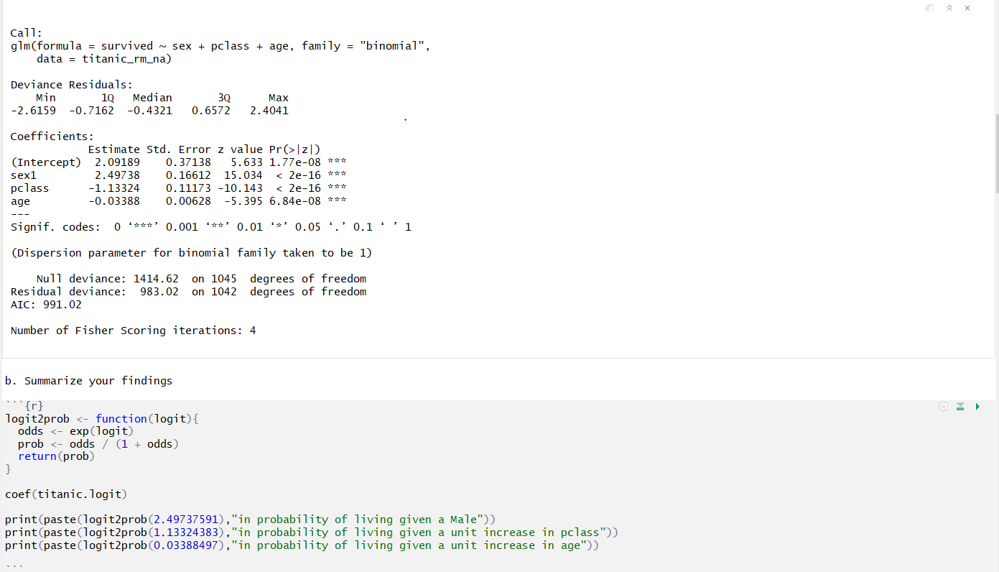 Call:
glm(formula = survived ~ sex + pclass + age, family = "binomial",
    data = titanic_rm_na)

Deviance Residuals:
    Min       1Q   Median       3Q      Max
-2.6159  -0.7162  -0.4321   0.6572   2.4041

Coefficients:
            Estimate Std. Error z value Pr(>|z|)
(Intercept)  2.09189    0.37138   5.633 1.77e-08 ***
sex1         2.49738    0.16612  15.034  < 2e-16 ***
pclass      -1.13324    0.11173 -10.143  < 2e-16 ***
age         -0.03388    0.00628  -5.395 6.84e-08 ***
---
Signif. codes:  0 ‘***’ 0.001 ‘**’ 0.01 ‘*’ 0.05 ‘.’ 0.1 ‘ ’ 1

(Dispersion parameter for binomial family taken to be 1)

    Null deviance: 1414.62  on 1045  degrees of freedom
Residual deviance:  983.02  on 1042  degrees of freedom
AIC: 991.02

Number of Fisher Scoring iterations: 4

b. Summarize your findings

```{r}
logit2prob <- function(logit){
  odds <- exp(logit)
  prob <- odds / (1 + odds)
  return(prob)
}

coef(titanic.logit)

print(paste(logit2prob(2.49737591),"in probability of living given a Male"))
print(paste(logit2prob(1.13324383),"in probability of living given a unit increase in pclass"))
print(paste(logit2prob(0.03388497),"in probability of living given a unit increase in age"))

```